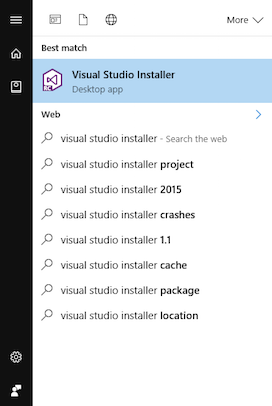 More
Best match
Visual Studio Installer
Desktop app
Web
visual studio installer - Search the web
visual studio installer project
visual studio installer 2015
visual studio installer crashes
visual studio installer 1.1
visual studio installer cache
visual studio installer package
visual studio installer location